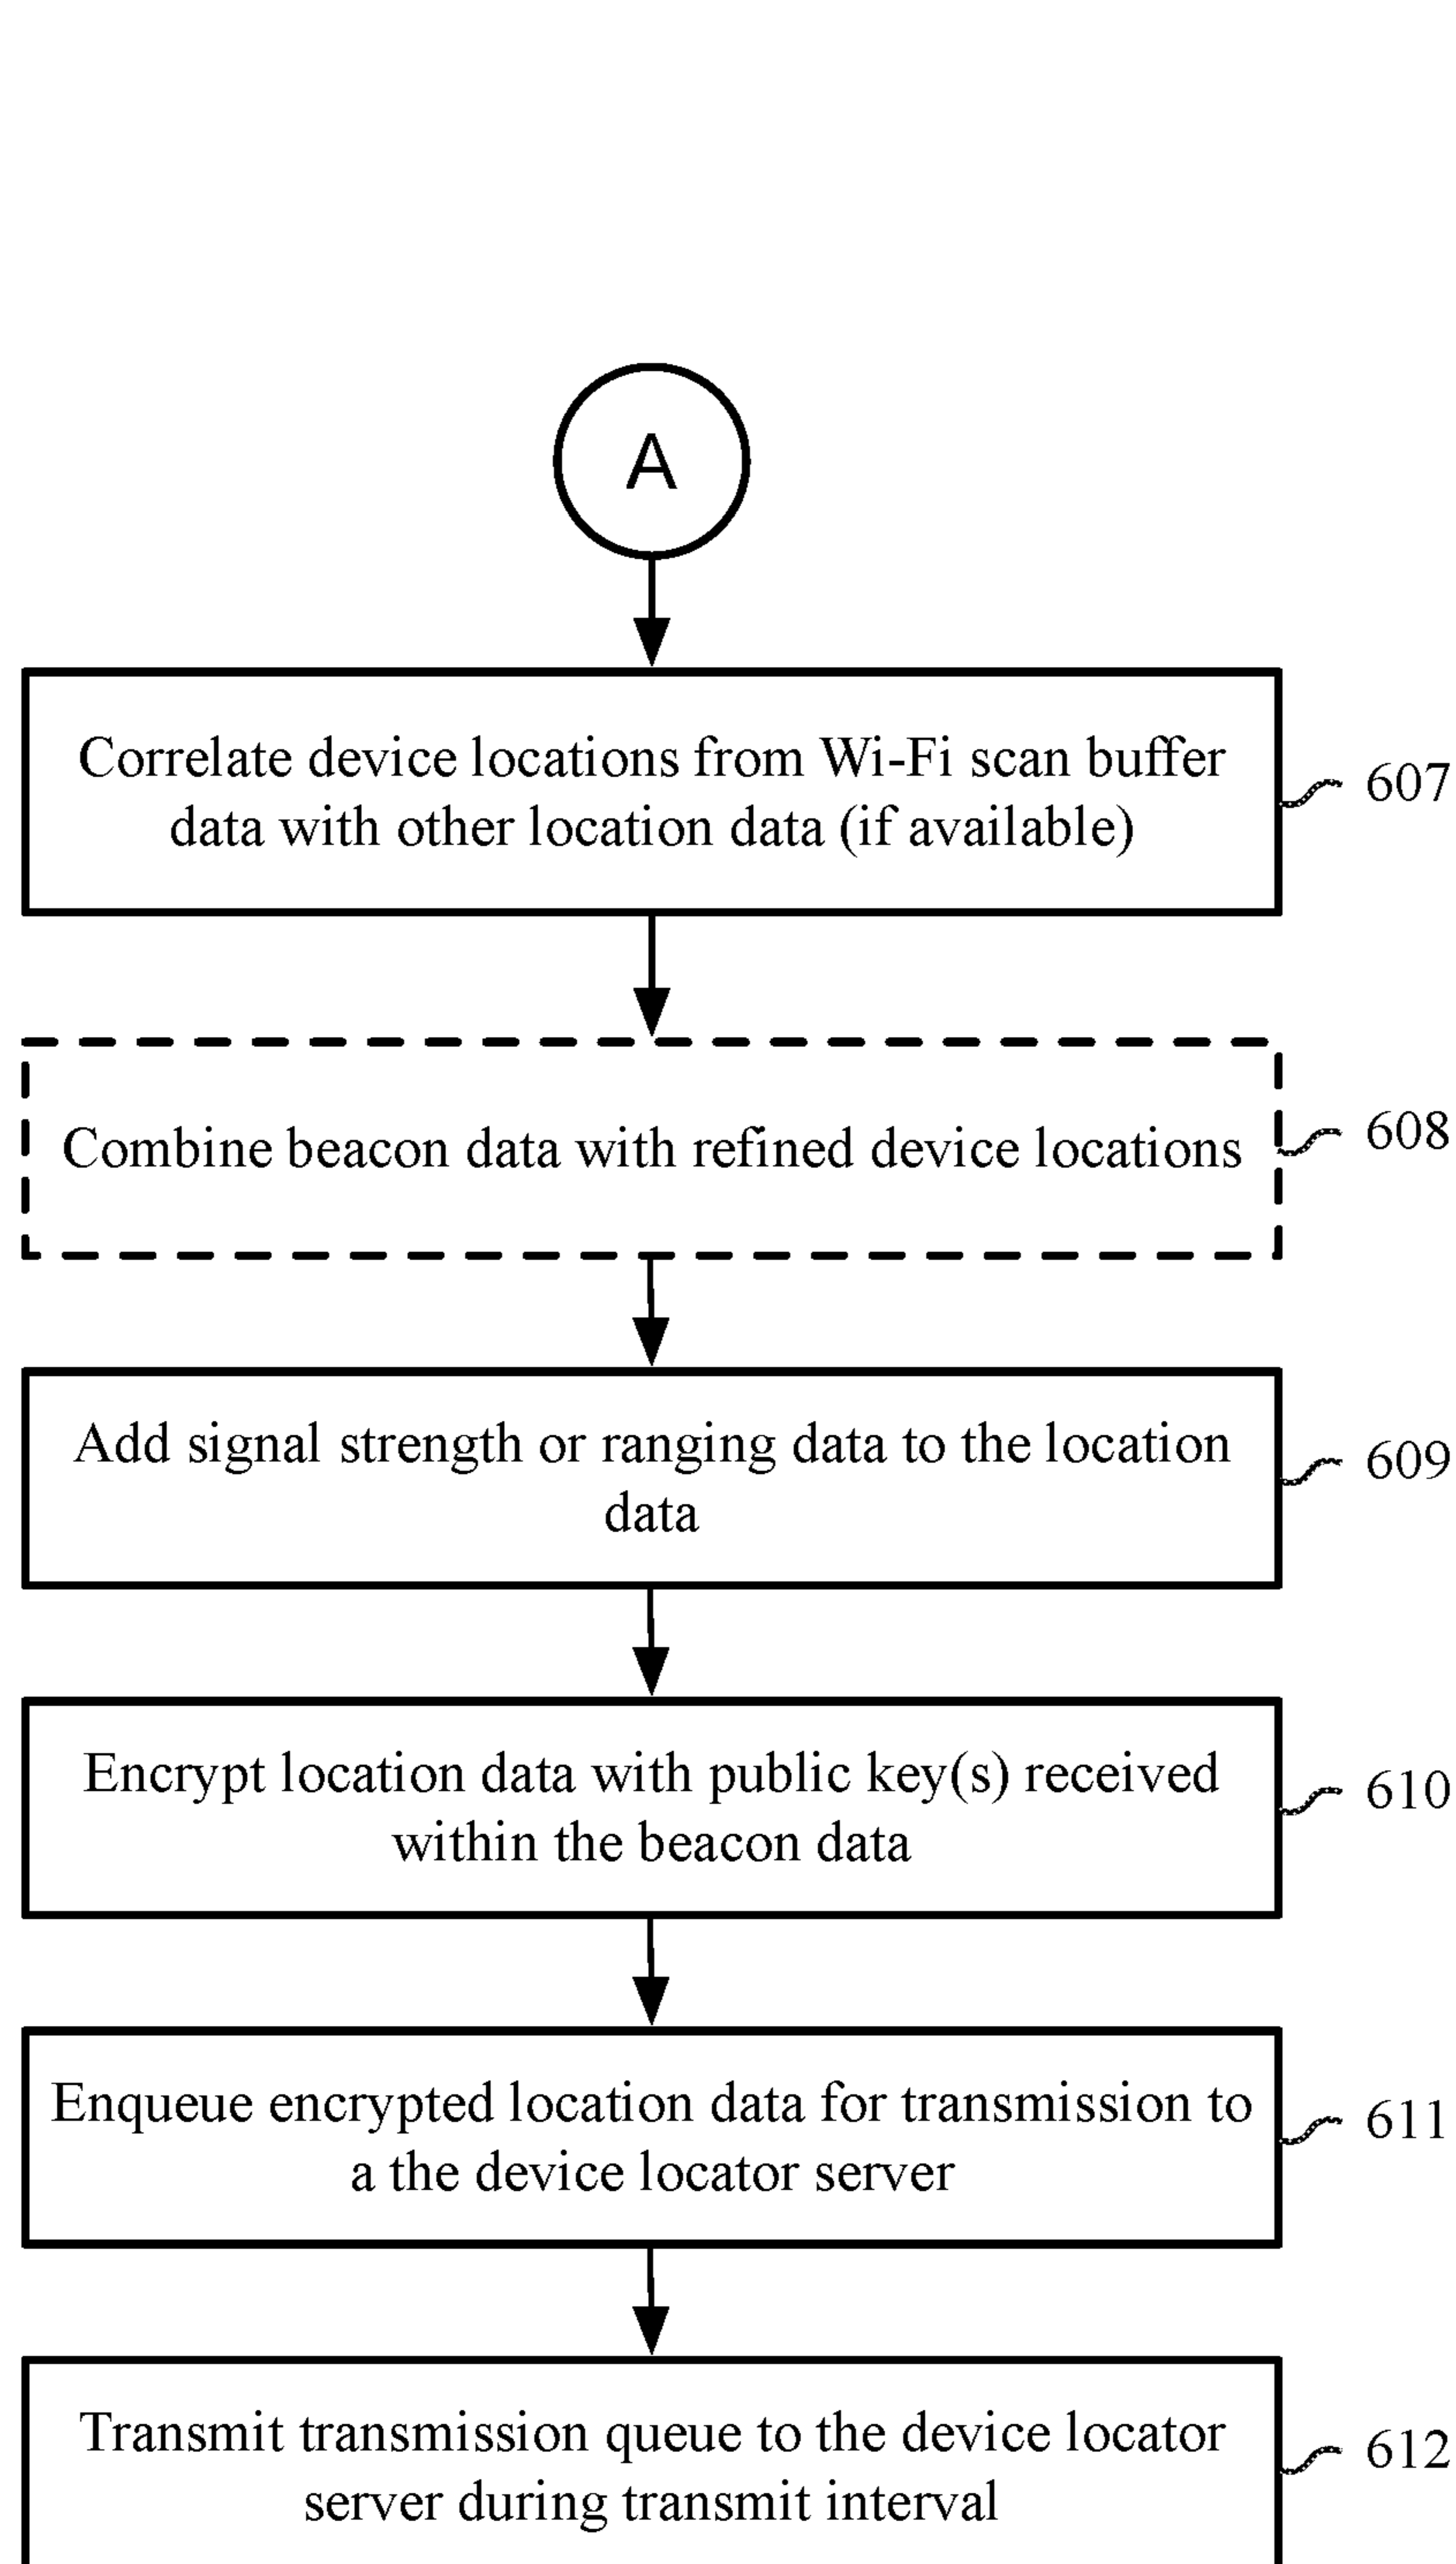 A
Correlate device locations from Wi-Fi scan buffer
data with other location data (if available)
607
Combine beacon data with refined device locations
608
Add signal strength or ranging data to the location
data
609
Encrypt location data with public key(s) received
within the beacon data
610
Enqueue encrypted location data for transmission to
a the device locator server
611
Transmit transmission queue to the device locator
server during transmit interval
612